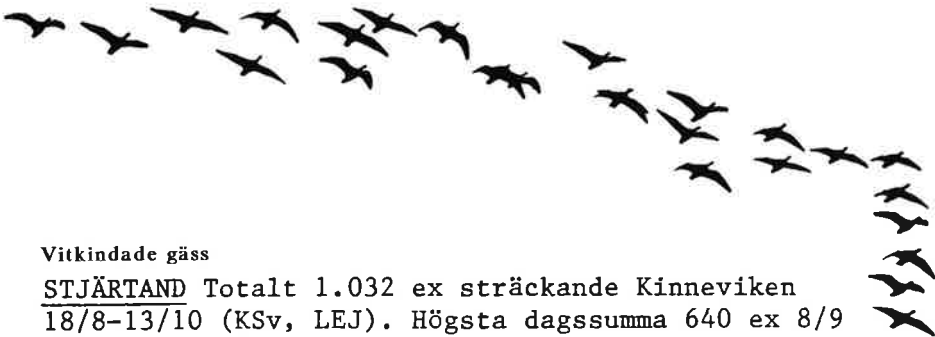 Vitkindade gäss
STJÄRTAND Totalt 1.032 ex sträckande Kinneviken
18/8-13/10 (KSv, LEJ). Högsta dagssumma 640 ex 8/9